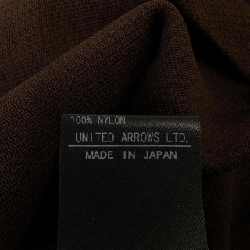 100% NYLON
UNITED ARROWS LTD.
MADE IN JAPAN